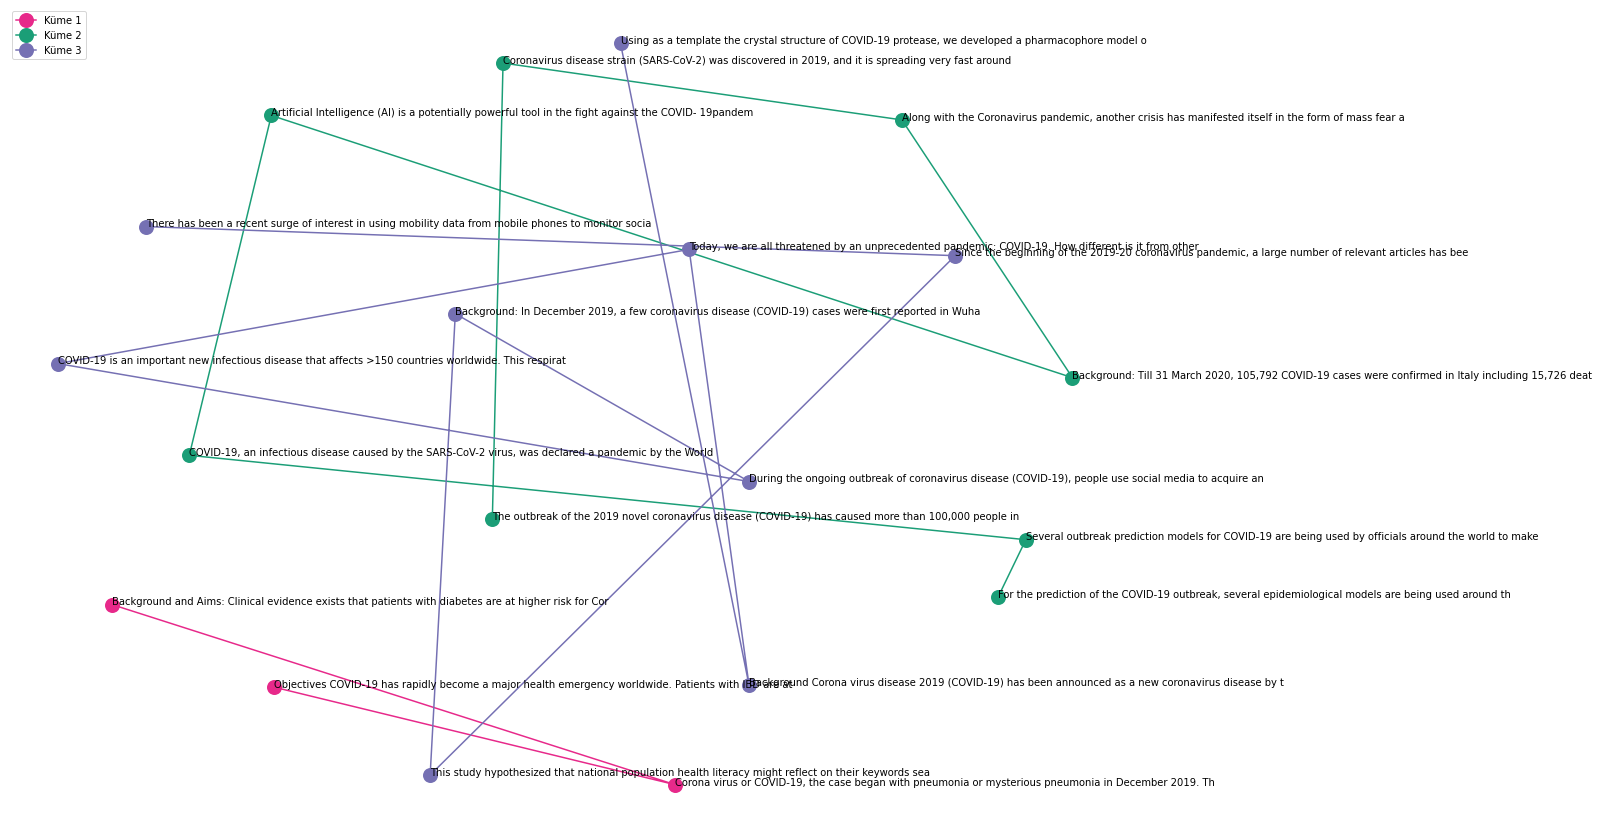 Küme 1
Küme 2
Küme 3
Using as a template the crystal structure of COVID-19 protease, we developed a pharmacophore model o
Coronavirus disease strain (SARS-CoV-2) was discovered in 2019, and it is spreading very fast around
Artificial Intelligence (AI) is a potentially powerful tool in the fight against the COVID- 19pandem
Along with the Coronavirus pandemic, another crisis has manifested itself in the form of mass fear a
There has been a recent surge of interest in using mobility data from mobile phones to monitor socia
Today, we are all threatened by an unprecedented pandemic: COVID-19. How different is it from other
Since the beginning of the 2019-20 coronavirus pandemic, a large number of relevant articles has bee
Background: In December 2019, a few coronavirus disease (COVID-19) cases were first reported in Wuha
COVID-19 is an important new infectious disease that affects >150 countries worldwide. This respirat
Background: Till 31 March 2020, 105,792 COVID-19 cases were confirmed in Italy including 15,726 deat
COVID-19, an infectious disease caused by the SARS-CoV-2 virus, was declared a pandemic by the World
During the ongoing outbreak of coronavirus disease (COVID-19), people use social media to acquire an
The outbreak of the 2019 novel coronavirus disease (COVID-19) has caused more than 100,000 people in
Several outbreak prediction models for COVID-19 are being used by officials around the world to make
For the prediction of the COVID-19 outbreak, several epidemiological models are being used around th
Background and Aims: Clinical evidence exists that patients with diabetes are at higher risk for Cor
Objectives COVID-19 has rapidly become a major health emergency worldwide. Patients with IBD are at
Background Corona virus disease 2019 (COVID-19) has been announced as a new coronavirus disease by t
This study hypothesized that national population health literacy might reflect on their keywords sea
Corona virus or COVID-19, the case began with pneumonia or mysterious pneumonia in December 2019. Th